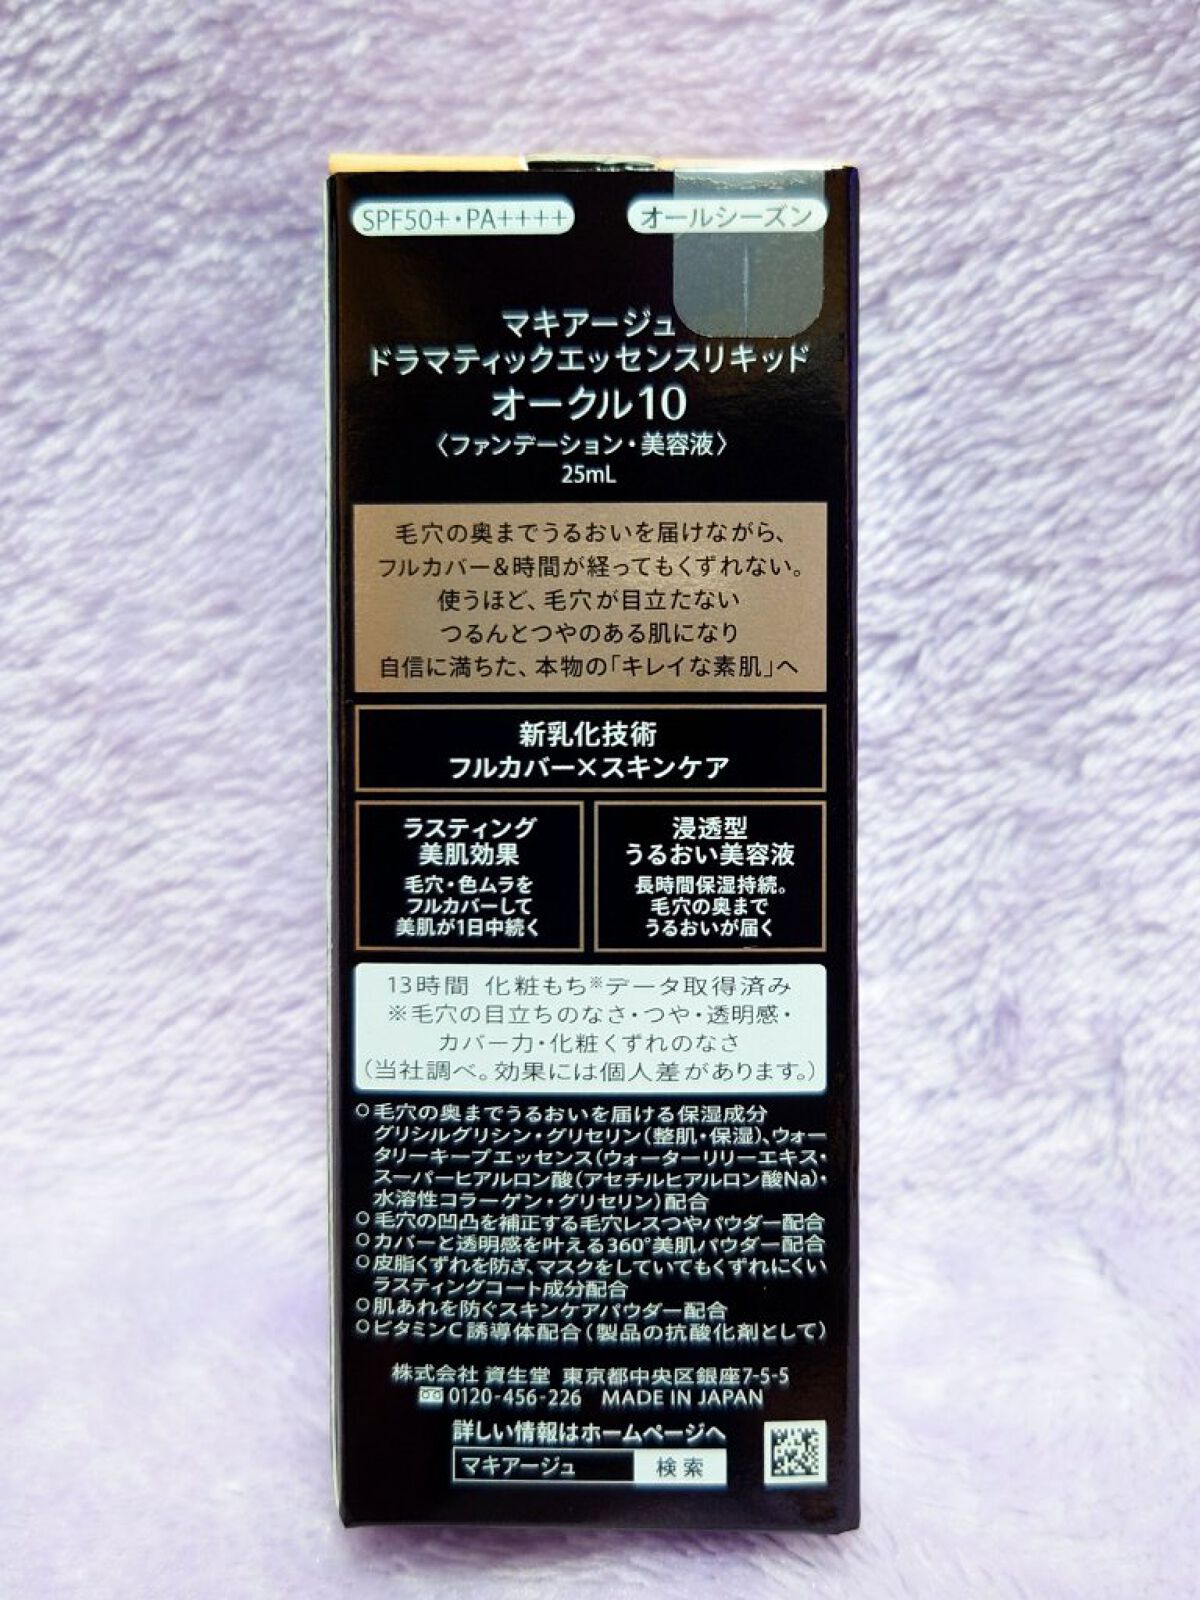 SPF50+・PA++++
オールシーズン
マキアージュ
ドラマティックエッセンスリキッド
オークル10
〈ファンデーション・美容液〉
25mL
毛穴の奥までうるおいを届けながら、
フルカバー&時間が経ってもくずれない。
使うほど、毛穴が目立たない
つるんとつやのある肌になり
自信に満ちた、本物の「キレイな素肌」へ
新乳化技術
フルカバー×スキンケア
ラスティング
美肌効果
毛穴・色ムラを
フルカバーして
美肌が1日中続く
浸透型
うるおい美容液
長時間保湿持続。
毛穴の奥まで
うるおいが届く
13時間 化粧もち※データ取得済み
※毛穴の目立ちのなさ・つや・透明感・
カバー力・化粧くずれのなさ
(当社調べ。効果には個人差があります。)
○毛穴の奥までうるおいを届ける保湿成分
グリシルグリシン・グリセリン(整肌・保湿)、ウォー
タリーキープエッセンス(ウォーターリリーエキス・
スーパーヒアルロン酸(アセチルヒアルロン酸Na)・
水溶性コラーゲン・グリセリン)配合
○毛穴の凹凸を補正する毛穴レスつやパウダー配合
○カバーと透明感を叶える360°美肌パウダー配合
○皮脂くずれを防ぎ、マスクをしていてもくずれにくい
ラスティングコート成分配合
○肌あれを防ぐスキンケアパウダー配合
○ビタミンC誘導体配合(製品の抗酸化剤として)
株式会社 資生堂 東京都中央区銀座7-5-5
0120-456-226 MADE IN JAPAN
詳しい情報はホームページへ
マキアージュ 検索